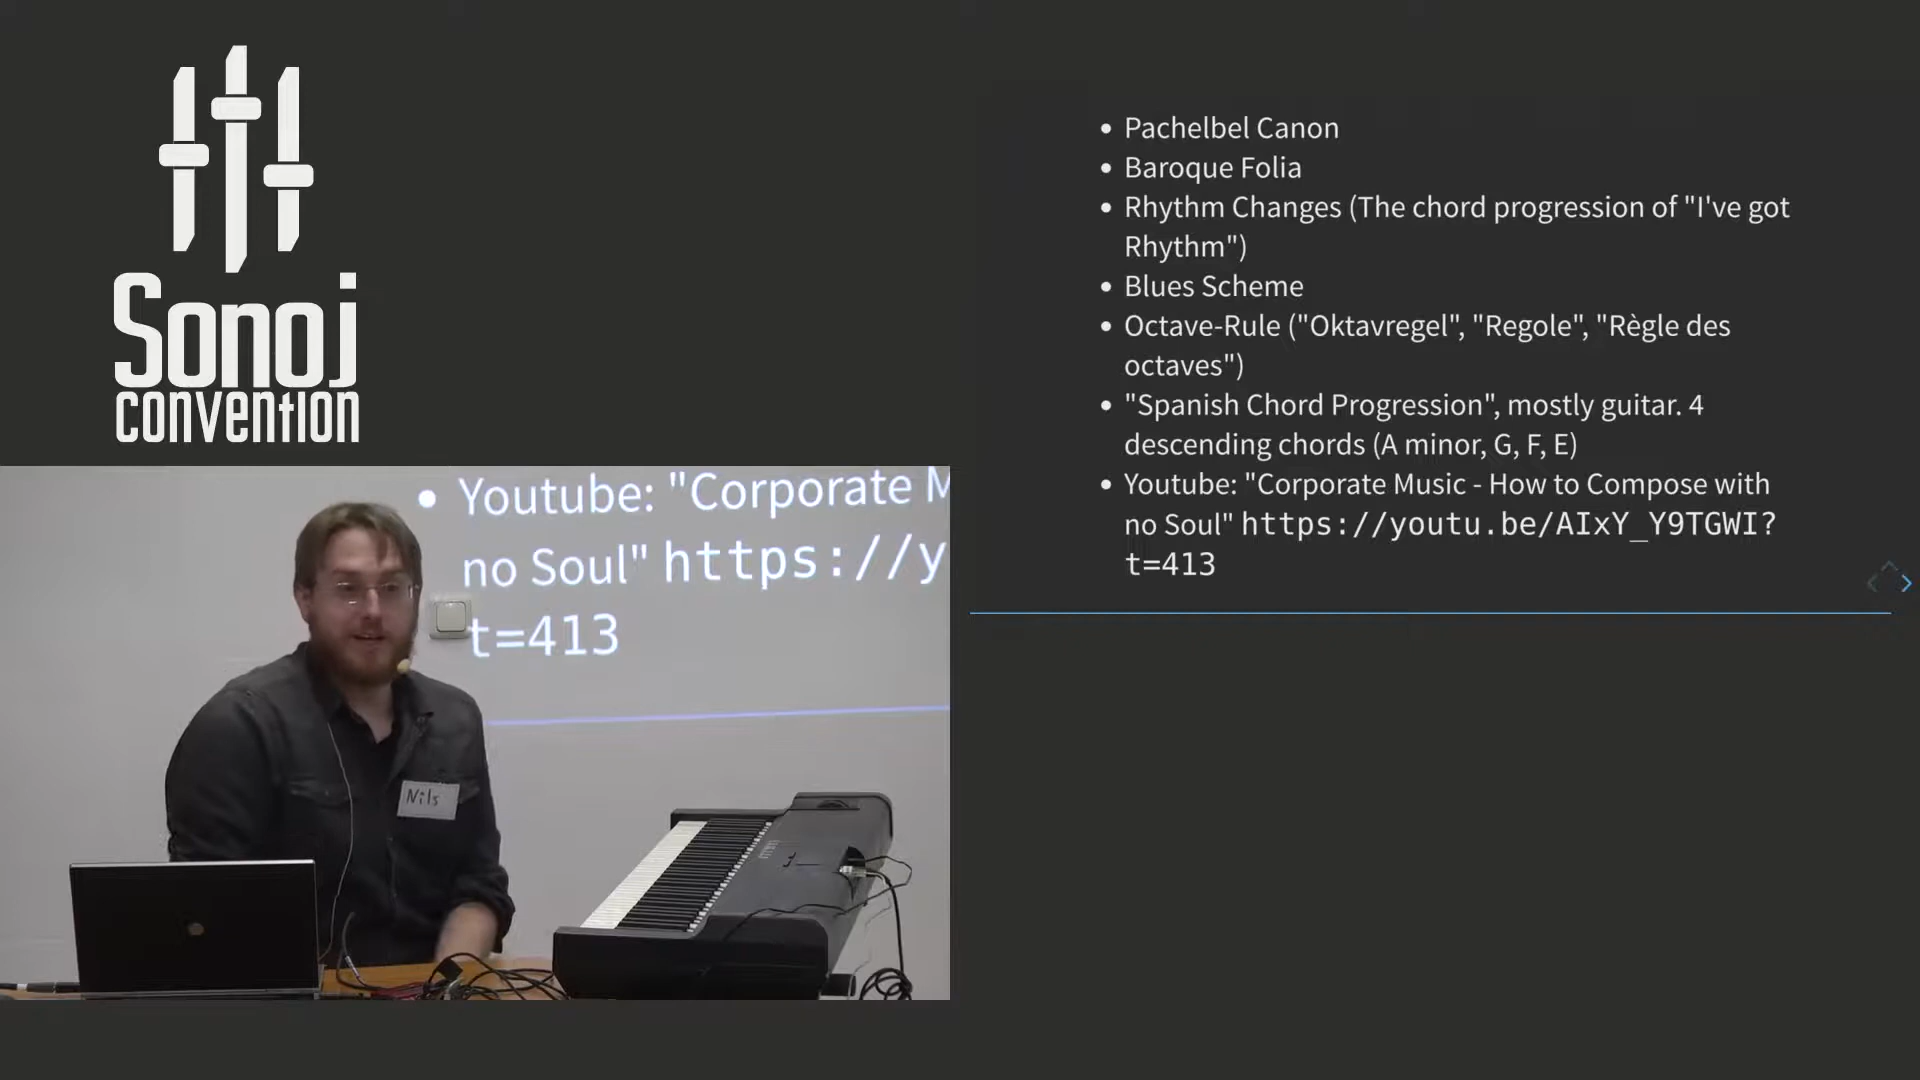 Sonoj
convention
• Pachelbel Canon
• Baroque Folia
• Rhythm Changes (The chord progression of "I've got
Rhythm")
• Blues Scheme
• Octave-Rule ("Oktavregel", "Regole", "Règle des
octaves")
• "Spanish Chord Progression", mostly guitar. 4
descending chords (A minor, G, F, E)
• Youtube: "Corporate Music - How to Compose with
no Soul" https://youtu.be/AIxY_Y9TGWI?
t=413
• Youtube: "Corporate M
no Soul" https://y
t=413
Nils